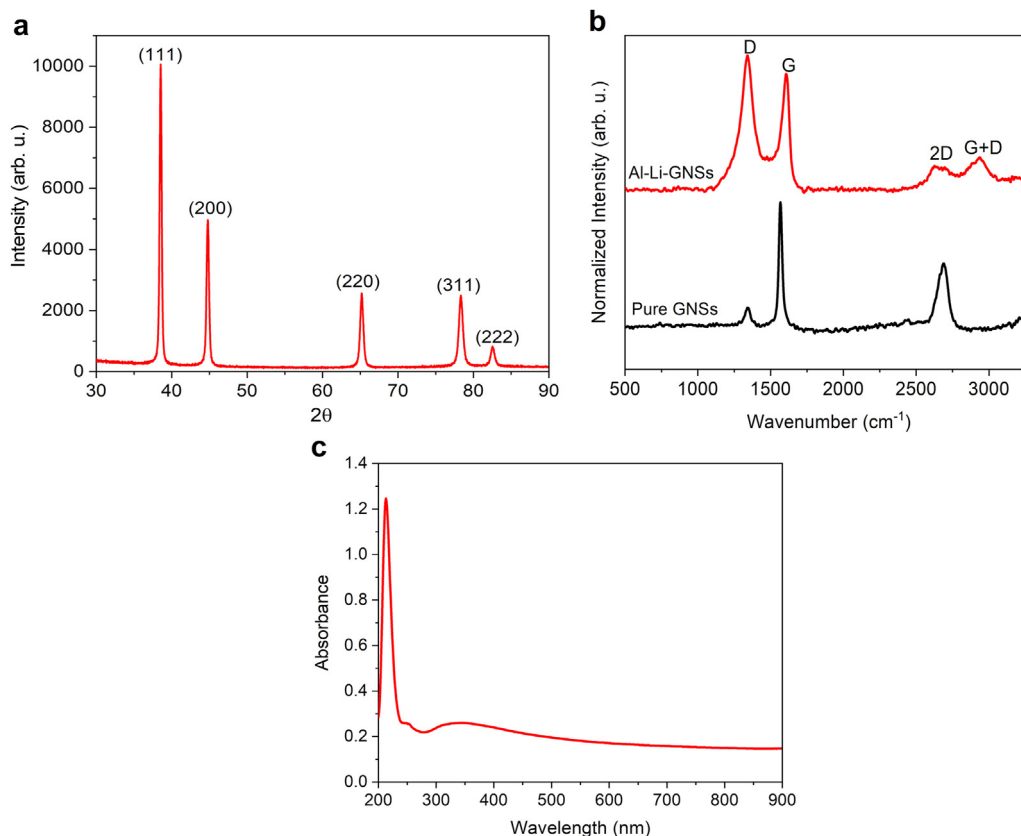 a
(111)
(200)
(220)
(311)
(222)
10000
8000
6000
4000
2000
0
30 40 50 60 70 80 90
Intensity (arb. u.)
2θ
b
D
G
2D
G+D
Al-Li-GNSs
Pure GNSs
Normalized Intensity (arb. u.)
500 1000 1500 2000 2500 3000
Wavenumber (cm⁻¹)
c
1.4
1.2
1.0
0.8
0.6
0.4
0.2
0.0
200 300 400 500 600 700 800 900
Absorbance
Wavelength (nm)